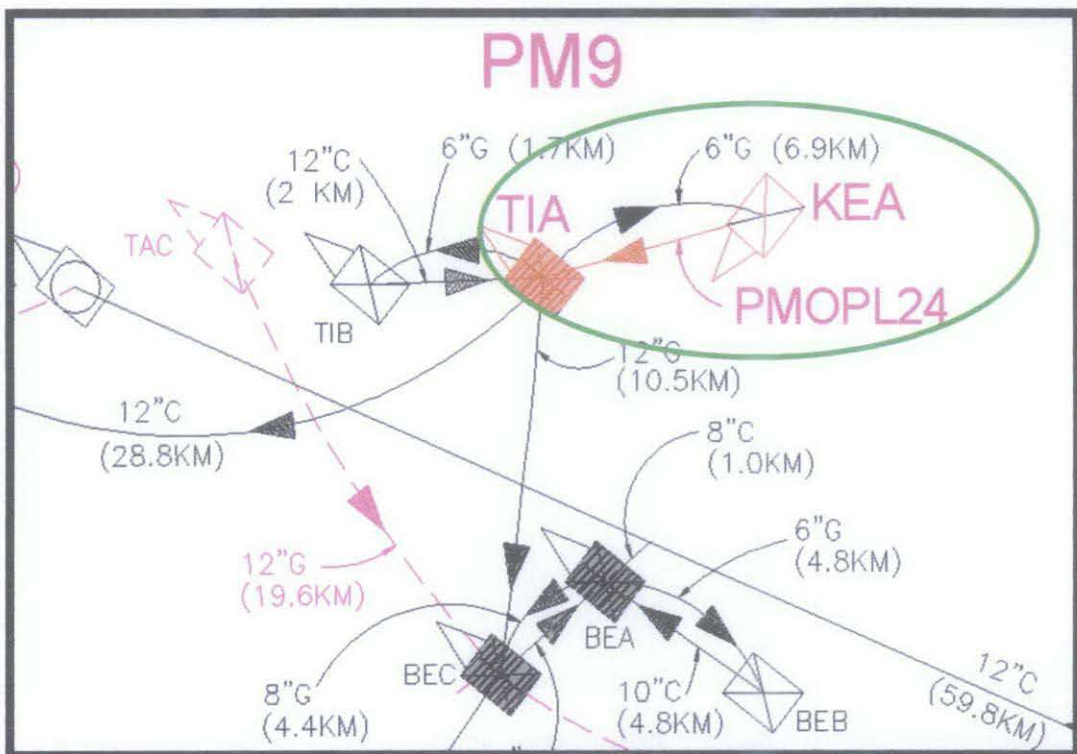 PM9
12"C
(2 KM)
6"G (1.7KM)
6"G (6.9KM)
TIA
KEA
TAC
TIB
PMOPL24
12"G
(10.5KM)
12"C
(28.8KM)
8"C
(1.0KM)
6"G
(4.8KM)
12"G
(19.6KM)
BEA
BEC
8"G
(4.4KM)
10"C
(4.8KM)
BEB
12"C
(59.8KM)